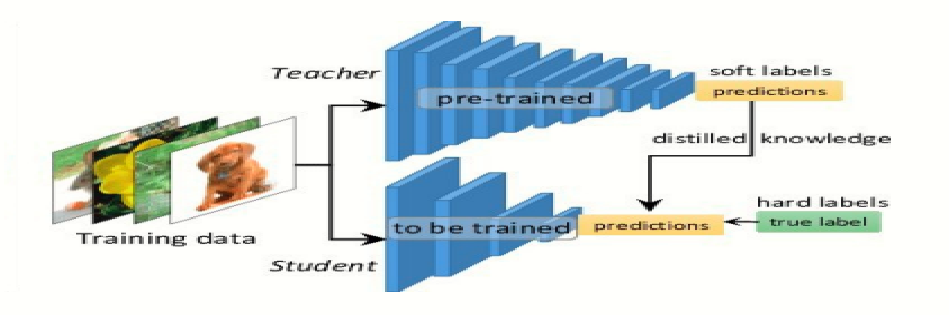 Teacher
pre-trained
soft labels
predictions
distilled knowledge
Training data
Student
to be trained
predictions
hard labels
true label